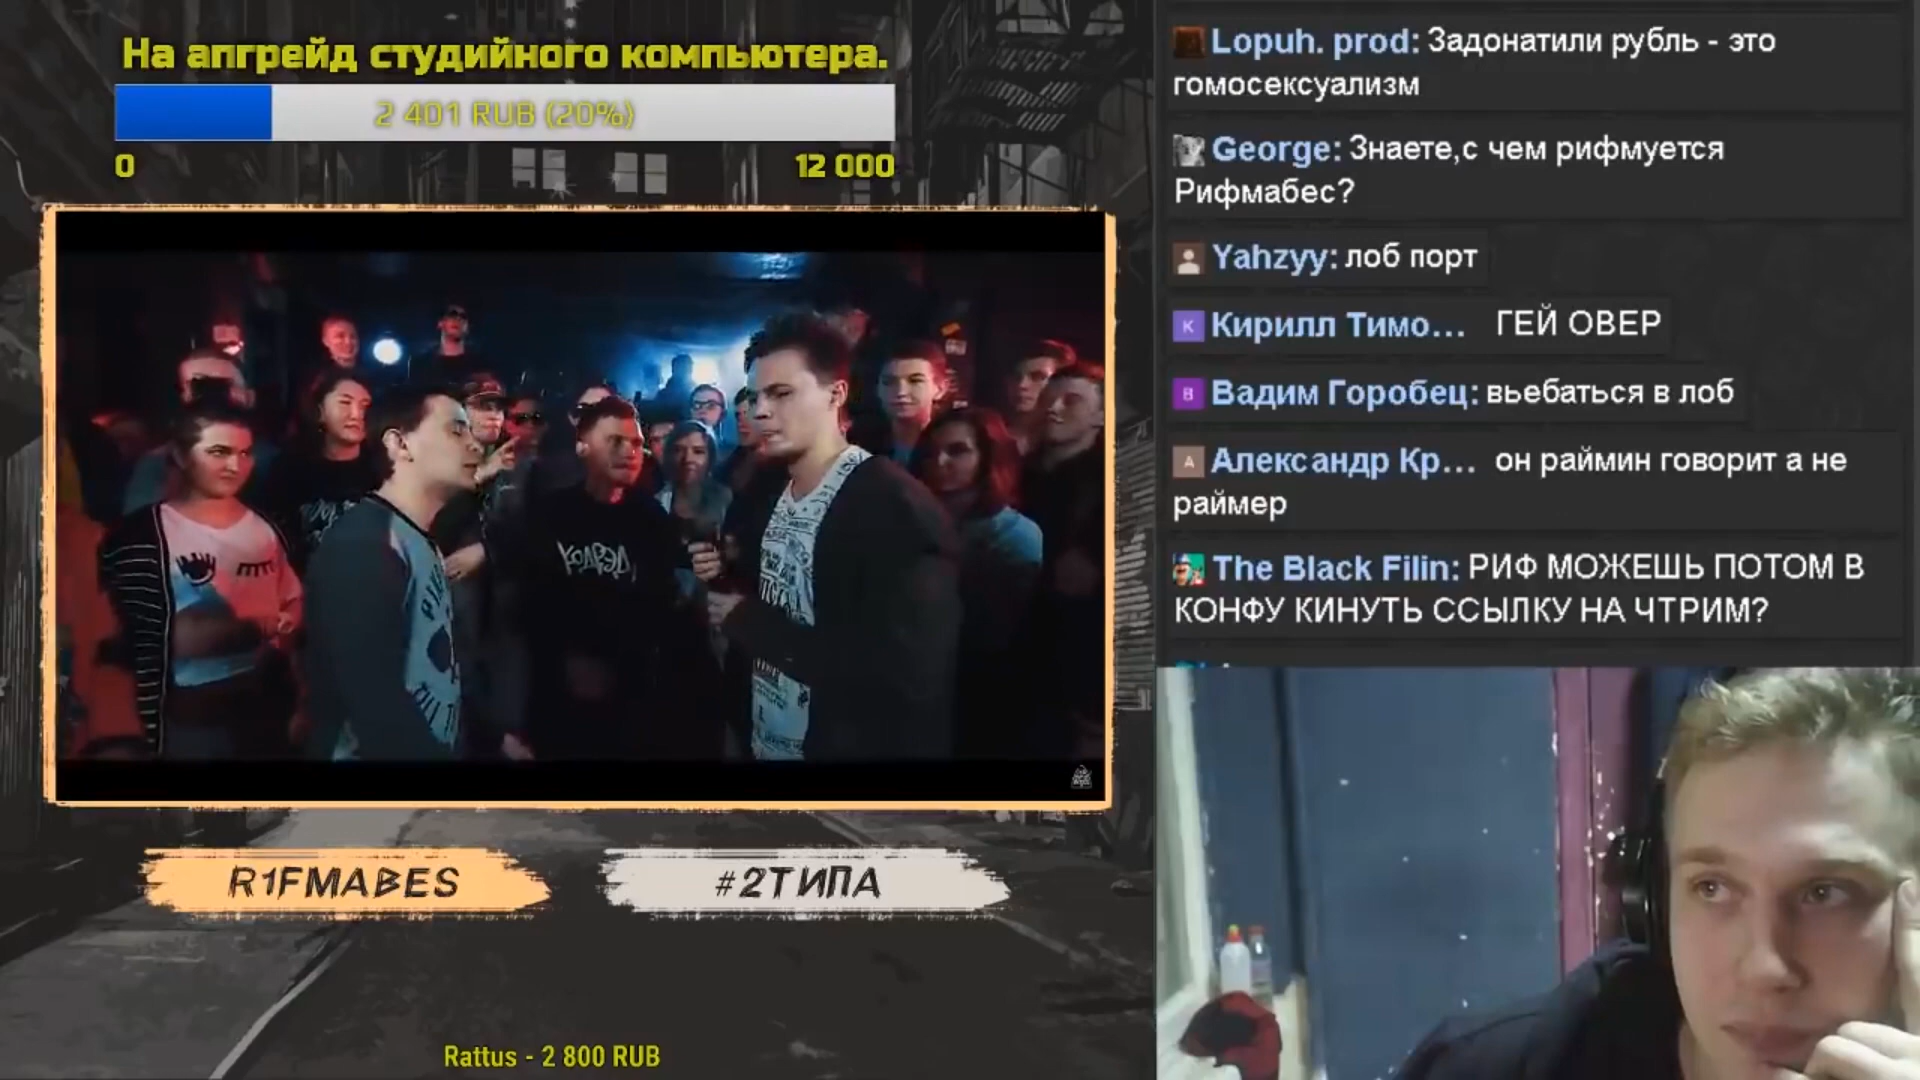 На апгрейд студийного компьютера.
2 401 RUB (20%)
0
12 000
КОДРЭД
R1FMABES
#2ТИПА
Rattus - 2 800 RUB
Lopuh. prod: Задонатили рубль - это
гомосексуализм
George: Знаете,с чем рифмуется
Рифмабес?
Yahzyy: лоб порт
К
Кирилл Тимо… ГЕЙ ОВЕР
В
Вадим Горобец: вьебаться в лоб
А
Александр Кр… он раймин говорит а не
раймер
The Black Filin: РИФ МОЖЕШЬ ПОТОМ В
КОНФУ КИНУТЬ ССЫЛКУ НА ЧТРИМ?